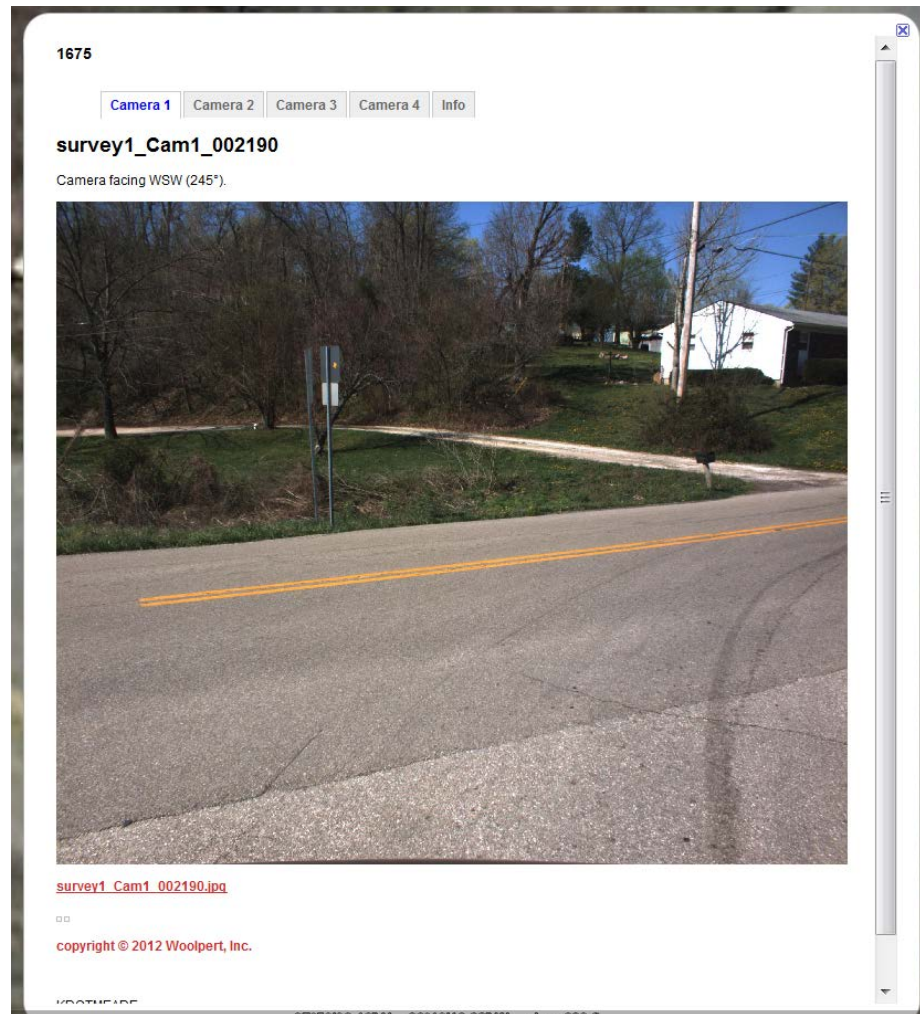 1675
Camera 1 Camera 2 Camera 3 Camera 4 Info
survey1_Cam1_002190
Camera facing WSW (245°).
survey1_Cam1_002190.jpg
copyright © 2012 Woolpert, Inc.